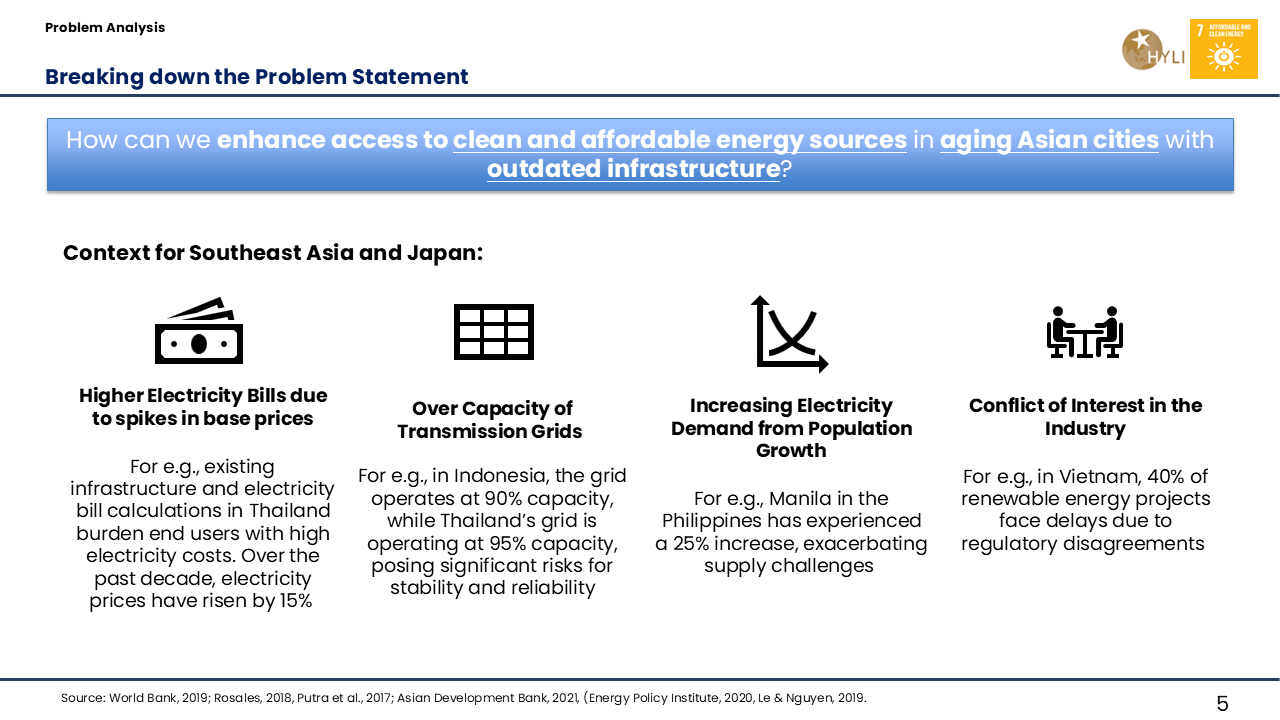 Problem Analysis
Breaking down the Problem Statement
HYLI
7 AFFORDABLE AND
CLEAN ENERGY
How can we enhance access to clean and affordable energy sources in aging Asian cities with
outdated infrastructure?
Context for Southeast Asia and Japan:
Higher Electricity Bills due
to spikes in base prices
For e.g., existing
infrastructure and electricity
bill calculations in Thailand
burden end users with high
electricity costs. Over the
past decade, electricity
prices have risen by 15%
Over Capacity of
Transmission Grids
For e.g., in Indonesia, the grid
operates at 90% capacity,
while Thailand’s grid is
operating at 95% capacity,
posing significant risks for
stability and reliability
Increasing Electricity
Demand from Population
Growth
For e.g., Manila in the
Philippines has experienced
a 25% increase, exacerbating
supply challenges
Conflict of Interest in the
Industry
For e.g., in Vietnam, 40% of
renewable energy projects
face delays due to
regulatory disagreements
Source: World Bank, 2019; Rosales, 2018, Putra et al., 2017; Asian Development Bank, 2021, (Energy Policy Institute, 2020, Le & Nguyen, 2019.
5